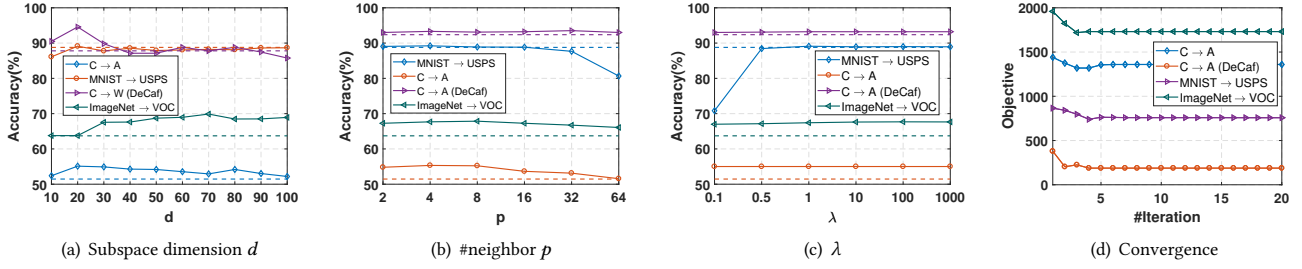 100
90
80
70
60
50
Accuracy(%)
10 20 30 40 50 60 70 80 90 100
d
C → A
MNIST → USPS
C → W (DeCaf)
ImageNet → VOC
(a) Subspace dimension d
100
90
80
70
60
50
Accuracy(%)
2 4 8 16 32 64
p
MNIST → USPS
C → A
C → A (DeCaf)
ImageNet → VOC
(b) #neighbor p
100
90
80
70
60
50
Accuracy(%)
0.1 0.5 1 10 100 1000
λ
MNIST → USPS
C → A
C → A (DeCaf)
ImageNet → VOC
(c) λ
2000
1500
1000
500
0
Objective
5 10 15 20
#Iteration
C → A
C → A (DeCaf)
MNIST → USPS
ImageNet → VOC
(d) Convergence